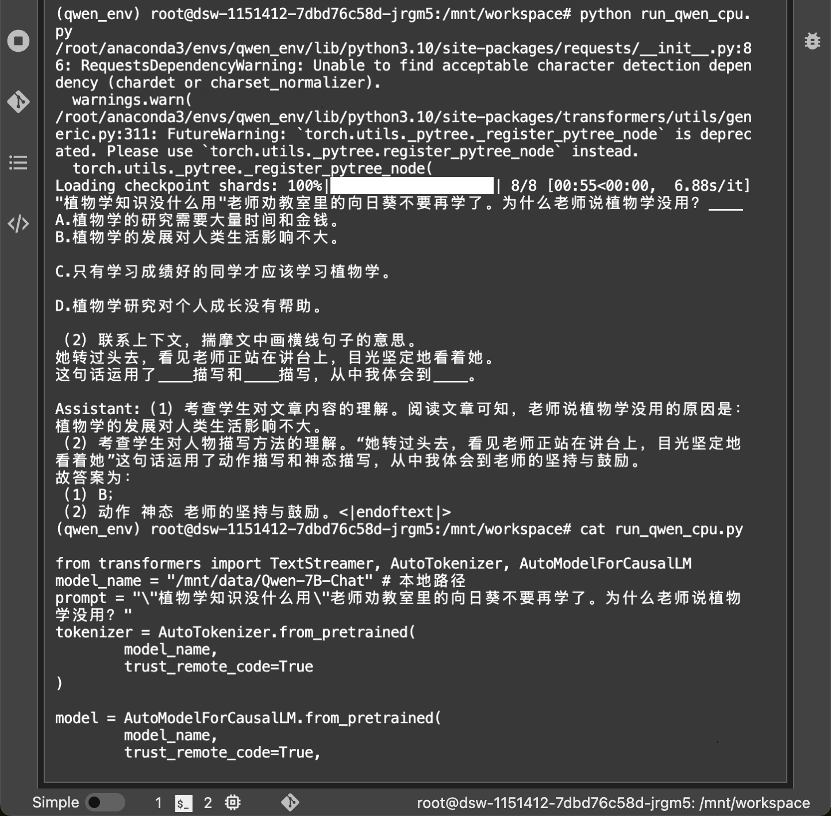 (qwen_env) root@dsw-1151412-7dbd76c58d-jrgm5:/mnt/workspace# python run_qwen_cpu.
py
/root/anaconda3/envs/qwen_env/lib/python3.10/site-packages/requests/__init__.py:8
6: RequestsDependencyWarning: Unable to find acceptable character detection depen
dency (chardet or charset_normalizer).
  warnings.warn(
/root/anaconda3/envs/qwen_env/lib/python3.10/site-packages/transformers/utils/gen
eric.py:311: FutureWarning: `torch.utils._pytree._register_pytree_node` is deprec
ated. Please use `torch.utils._pytree.register_pytree_node` instead.
  torch.utils._pytree._register_pytree_node(
Loading checkpoint shards: 100%|| 8/8 [00:55<00:00,  6.88s/it]
"植物学知识没什么用"老师劝教室里的向日葵不要再学了。为什么老师说植物学没用？____
A.植物学的研究需要大量时间和金钱。
B.植物学的发展对人类生活影响不大。
C.只有学习成绩好的同学才应该学习植物学。
D.植物学研究对个人成长没有帮助。
（2）联系上下文，揣摩文中画横线句子的意思。
她转过头去，看见老师正站在讲台上，目光坚定地看着她。
这句话运用了____描写和____描写，从中我体会到____。
Assistant:（1）考查学生对文章内容的理解。阅读文章可知，老师说植物学没用的原因是：
植物学的发展对人类生活影响不大。
（2）考查学生对人物描写方法的理解。“她转过头去，看见老师正站在讲台上，目光坚定地
看着她”这句话运用了动作描写和神态描写，从中我体会到老师的坚持与鼓励。
故答案为：
（1）B；
（2）动作 神态 老师的坚持与鼓励。<|endoftext|>
(qwen_env) root@dsw-1151412-7dbd76c58d-jrgm5:/mnt/workspace# cat run_qwen_cpu.py
from transformers import TextStreamer, AutoTokenizer, AutoModelForCausalLM
model_name = "/mnt/data/Qwen-7B-Chat" # 本地路径
prompt = "\"植物学知识没什么用\"老师劝教室里的向日葵不要再学了。为什么老师说植物
学没用？"
tokenizer = AutoTokenizer.from_pretrained(
        model_name,
        trust_remote_code=True
)
model = AutoModelForCausalLM.from_pretrained(
        model_name,
        trust_remote_code=True,
Simple 1 $_ 2 root@dsw-1151412-7dbd76c58d-jrgm5: /mnt/workspace